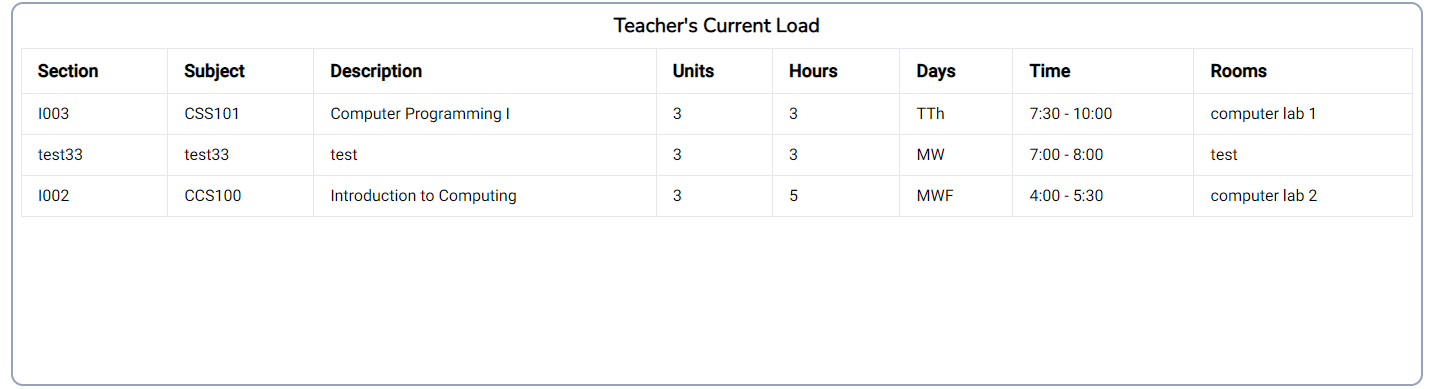 Teacher's Current Load
Section Subject Description Units Hours Days Time Rooms
I003 CSS101 Computer Programming I 3 3 TTh 7:30 - 10:00 computer lab 1
test33 test33 test 3 3 MW 7:00 - 8:00 test
I002 CCS100 Introduction to Computing 3 5 MWF 4:00 - 5:30 computer lab 2